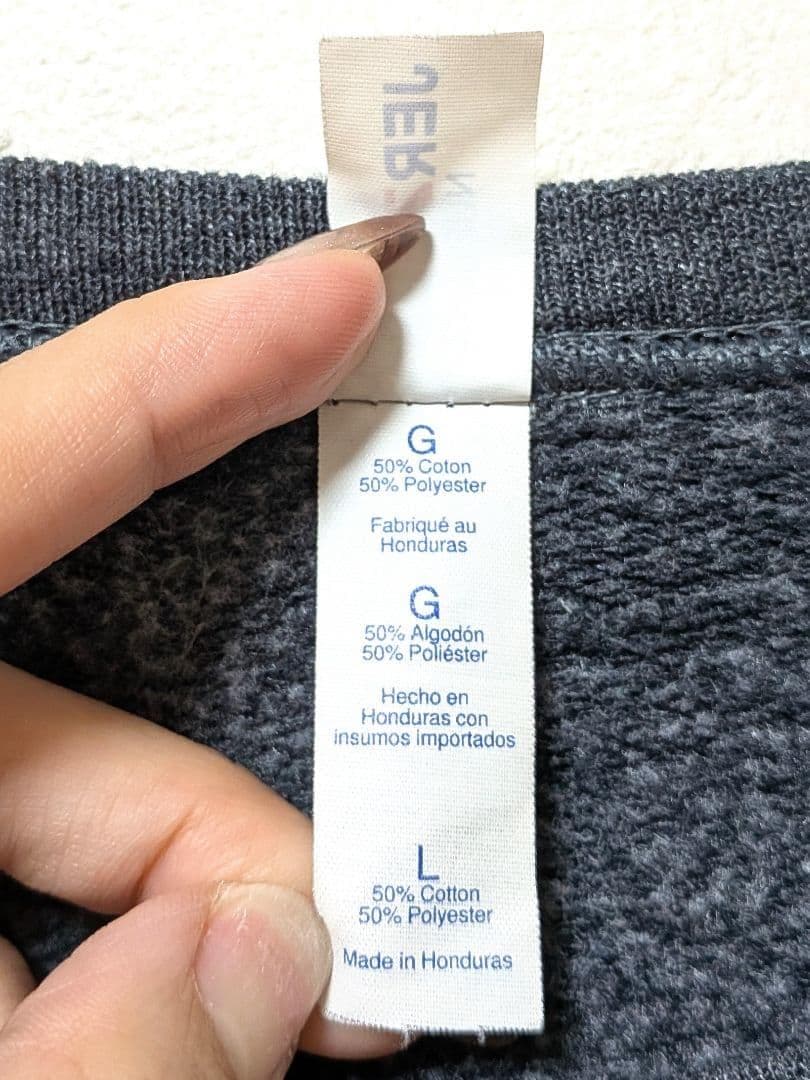 G
50% Coton
50% Polyester
Fabriqué au
Honduras
G
50% Algodón
50% Poliéster
Hecho en
Honduras con
insumos importados
L
50% Cotton
50% Polyester
Made in Honduras